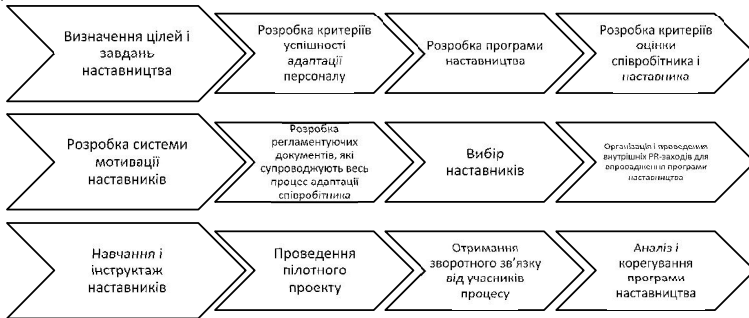 Визначення цілей і
завдань
наставництва
Розробка критеріїв
успішності
адаптації
персоналу
Розробка програми
наставництва
Розробка критеріїв
оцінки
співробітника і
наставника
Розробка системи
мотивації
наставників
Розробка
регламентуючих
документів, які
супроводжують весь
процес адаптації
співробітника
Вибір
наставників
Організація і проведення
внутрішніх PR-заходів для
впровадження програми
наставництва
Навчання і
інструктаж
наставників
Проведення
пілотного
проекту
Отримання
зворотного зв’язку
від учасників
процесу
Аналіз і
корегування
програми
наставництва